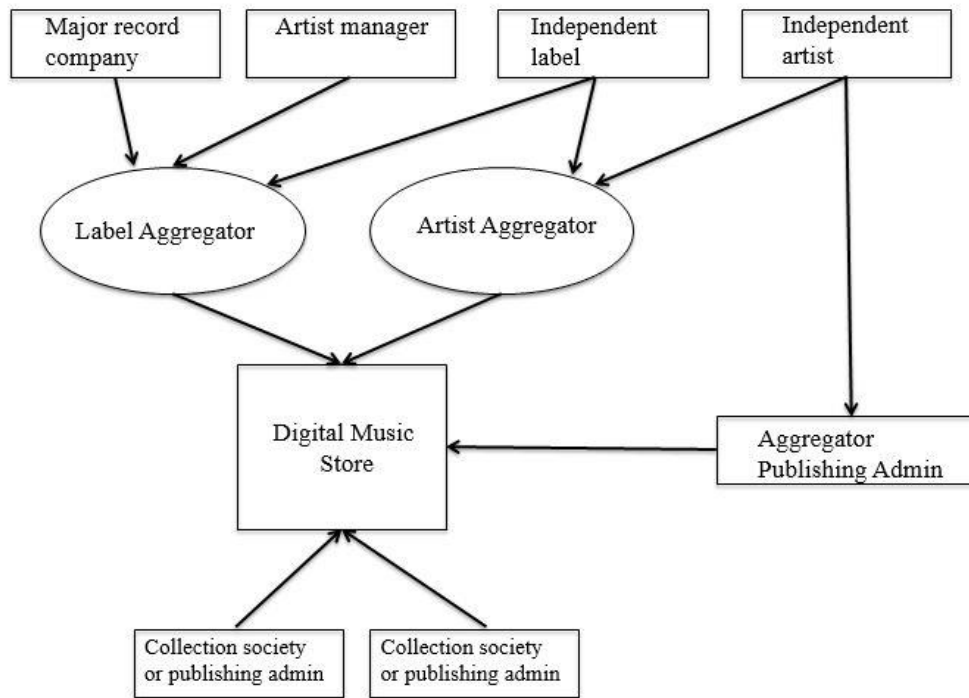 Major record
company
Artist manager
Independent
label
Independent
artist
Label Aggregator
Artist Aggregator
Digital Music
Store
Aggregator
Publishing Admin
Collection society
or publishing admin
Collection society
or publishing admin